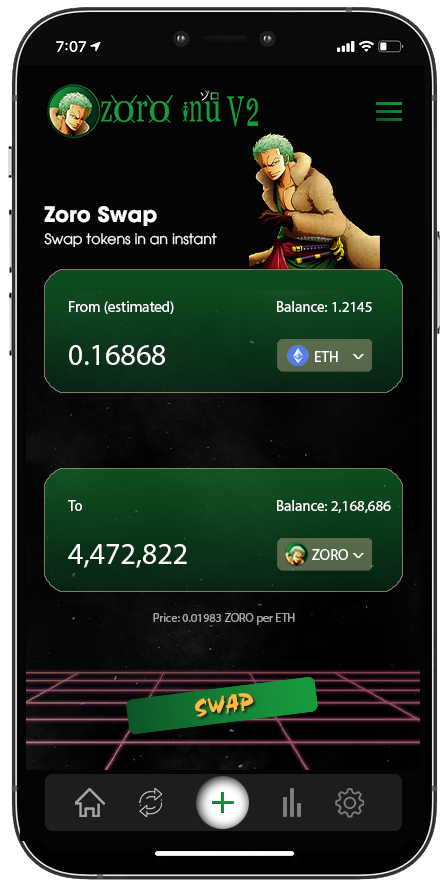 7:07
zoro inu V2
ゾロ
Zoro Swap
Swap tokens in an instant
From (estimated)
Balance: 1.2145
0.16868
ETH
To
Balance: 2,168,686
4,472,822
ZORO
Price: 0.01983 ZORO per ETH
SWAP